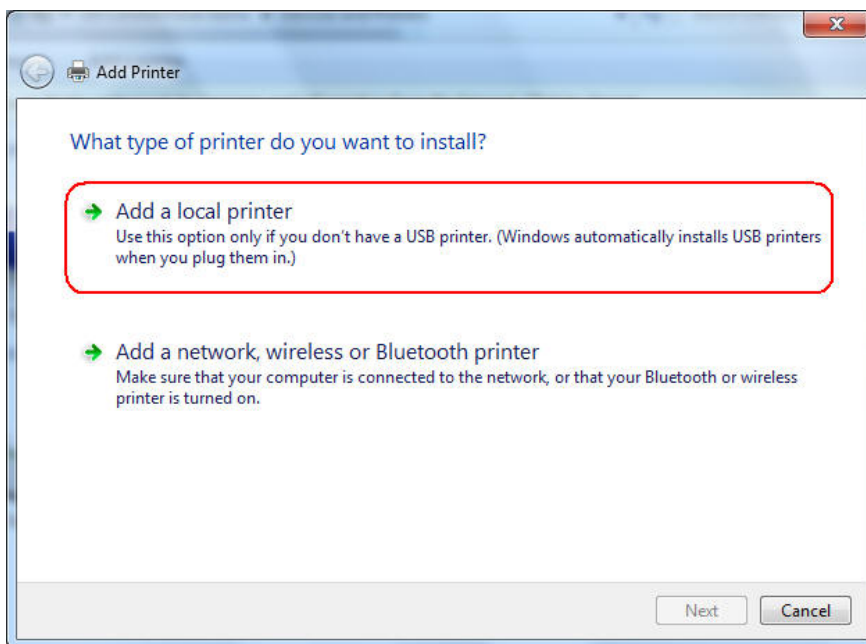 Add Printer
What type of printer do you want to install?
Add a local printer
Use this option only if you don't have a USB printer. (Windows automatically installs USB printers
when you plug them in.)
Add a network, wireless or Bluetooth printer
Make sure that your computer is connected to the network, or that your Bluetooth or wireless
printer is turned on.
Next
Cancel